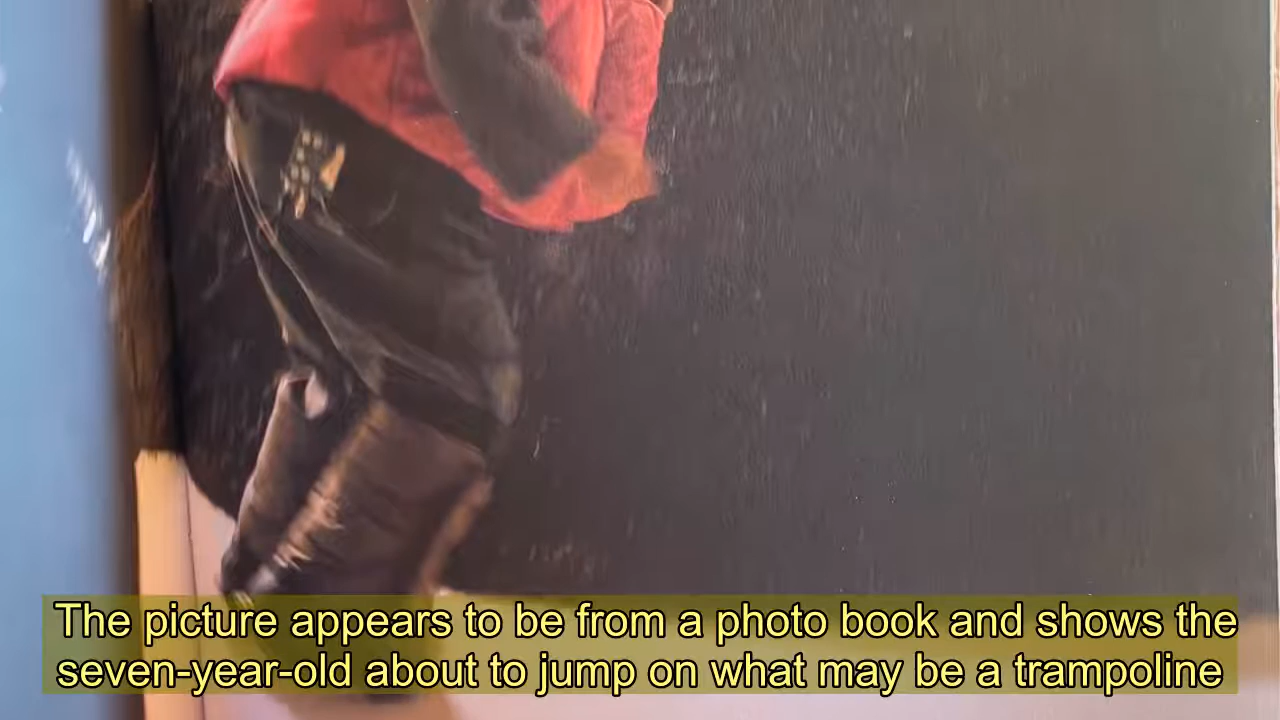 The picture appears to be from a photo book and shows the
seven-year-old about to jump on what may be a trampoline